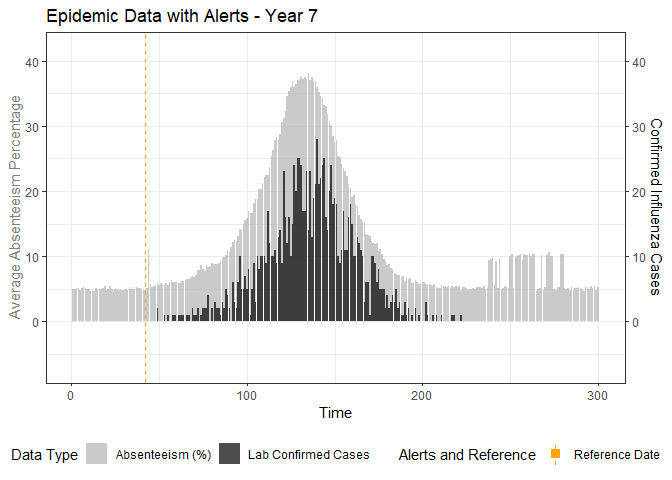 Epidemic Data with Alerts - Year 7
Average Absenteeism Percentage
40
30
20
10
0
40
30
20
10
0
Confirmed Influenza Cases
0
100
200
300
Time
Data Type
Absenteeism (%)
Lab Confirmed Cases
Alerts and Reference
Reference Date